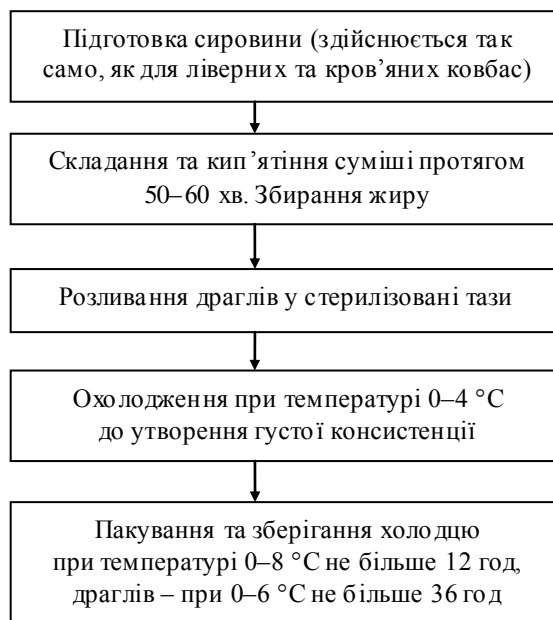 Підготовка сировини (здійснюється так
само, як для ліверних та кров’яних ковбас)
Складання та кип’ятіння суміші протягом
50–60 хв. Збирання жиру
Розливання драглів у стерилізовані тази
Охолодження при температурі 0–4 °С
до утворення густої консистенції
Пакування та зберігання холодцю
при температурі 0–8 °С не більше 12 год,
драглів – при 0–6 °С не більше 36 год